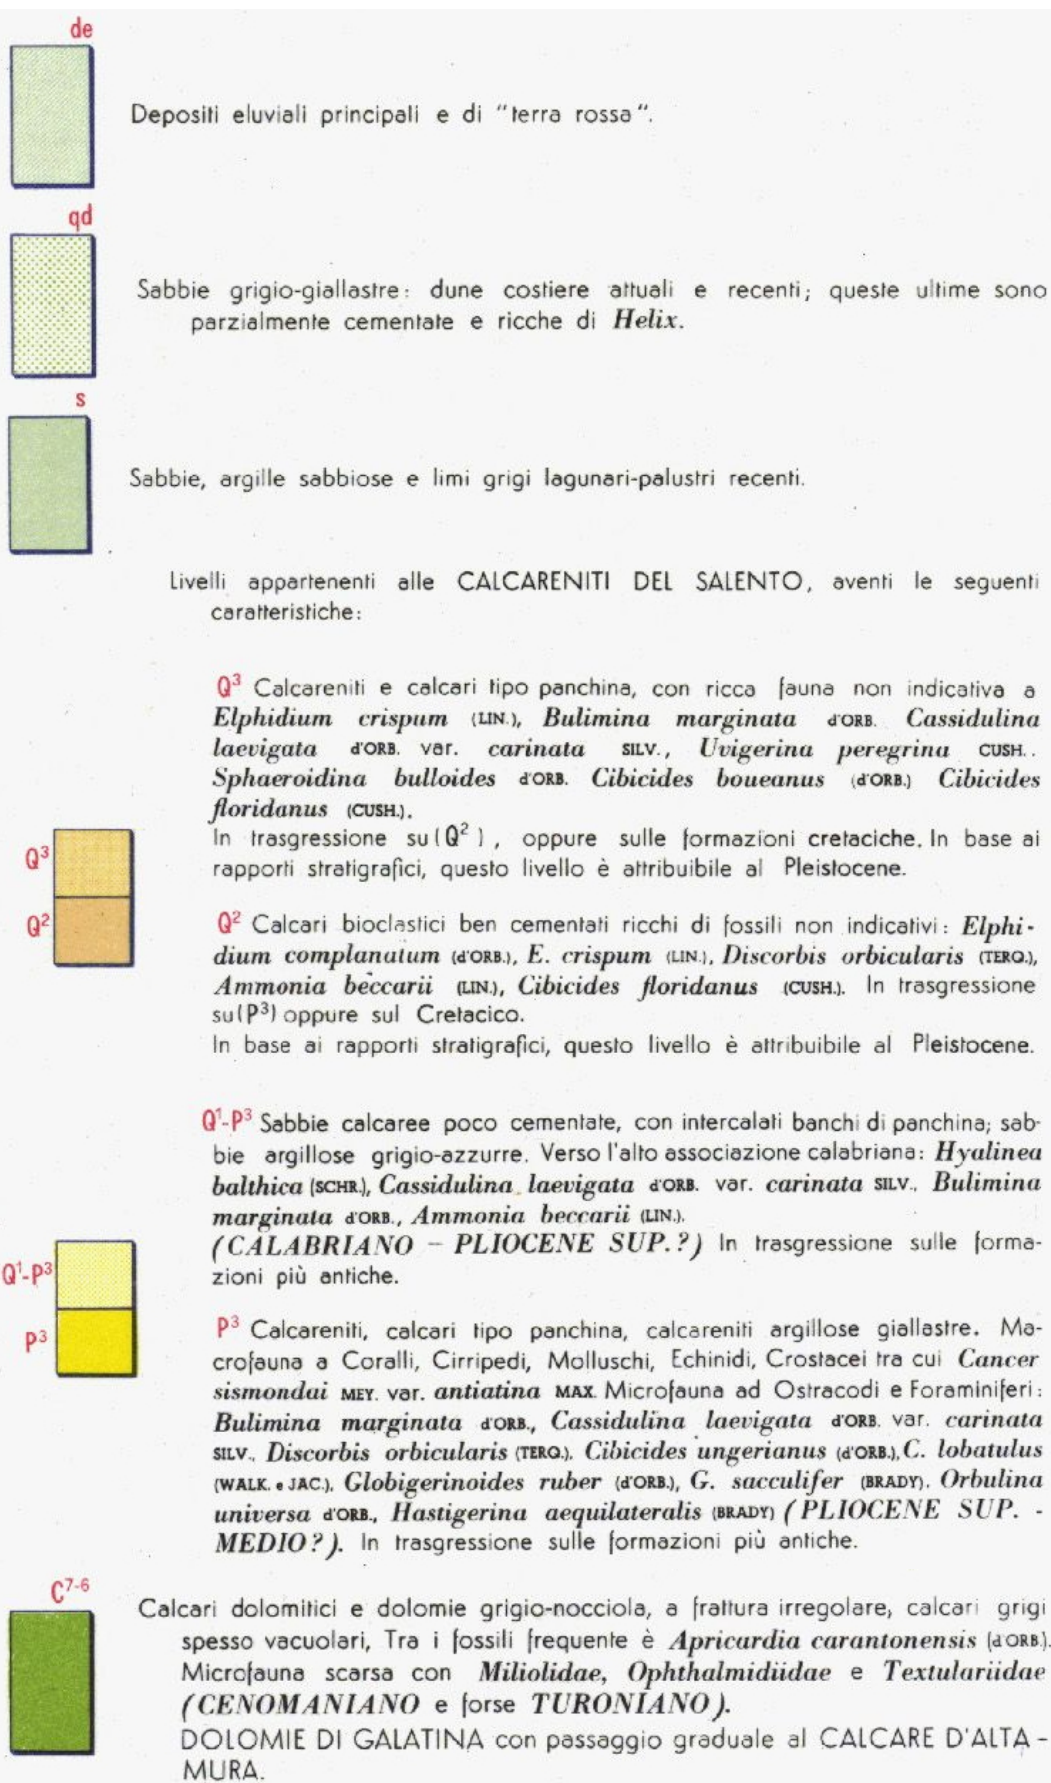 de
Depositi eluviali principali e di "terra rossa".
qd
Sabbie grigio-giallastre: dune costiere attuali e recenti; queste ultime sono
parzialmente cementate e ricche di Helix.
s
Sabbie, argille sabbiose e limi grigi lagunari-palustri recenti.
Livelli appartenenti alle CALCARENITI DEL SALENTO, aventi le seguenti
caratteristiche:
Q³ Calcareniti e calcari tipo panchina, con ricca fauna non indicativa a
Elphidium crispum (LIN.), Bulimina marginata d'ORB. Cassidulina
laevigata d'ORB. var. carinata SILV., Uvigerina peregrina CUSH..
Sphaeroidina bulloides d'ORB. Cibicides boueanus (d'ORB.) Cibicides
floridanus (CUSH.).
In trasgressione su (Q²), oppure sulle formazioni cretaciche. In base ai
rapporti stratigrafici, questo livello è attribuibile al Pleistocene.
Q³
Q²
Q² Calcari bioclastici ben cementati ricchi di fossili non indicativi: Elphi-
dium complanatum (d'ORB.), E. crispum (LIN.), Discorbis orbicularis (TERQ.),
Ammonia beccarii (LIN.), Cibicides floridanus (CUSH.). In trasgressione
su (P³) oppure sul Cretacico.
In base ai rapporti stratigrafici, questo livello è attribuibile al Pleistocene.
Q¹-P³ Sabbie calcaree poco cementate, con intercalati banchi di panchina; sab-
bie argillose grigio-azzurre. Verso l'alto associazione calabriana: Hyalinea
balthica (SCHR.), Cassidulina laevigata d'ORB. var. carinata SILV., Bulimina
marginata d'ORB., Ammonia beccarii (LIN.).
(CALABRIANO – PLIOCENE SUP.?) In trasgressione sulle forma-
zioni più antiche.
Q¹-P³
P³
P³ Calcareniti, calcari tipo panchina, calcareniti argillose giallastre. Ma-
crofauna a Coralli, Cirripedi, Molluschi, Echinidi, Crostacei tra cui Cancer
sismondai MEY. var. antiatina MAX. Microfauna ad Ostracodi e Foraminiferi:
Bulimina marginata d'ORB., Cassidulina laevigata d'ORB. var. carinata
SILV., Discorbis orbicularis (TERQ.), Cibicides ungerianus (d'ORB.), C. lobatulus
(WALK. e JAC.), Globigerinoides ruber (d'ORB.), G. sacculifer (BRADY), Orbulina
universa d'ORB., Hastigerina aequilateralis (BRADY) (PLIOCENE SUP. -
MEDIO?). In trasgressione sulle formazioni più antiche.
C⁷⁻⁶
Calcari dolomitici e dolomie grigio-nocciola, a frattura irregolare, calcari grigi
spesso vacuolari, Tra i fossili frequente è Apricardia carantonensis (d'ORB.).
Microfauna scarsa con Miliolidae, Ophthalmidiidae e Textulariidae
(CENOMANIANO e forse TURONIANO).
DOLOMIE DI GALATINA con passaggio graduale al CALCARE D'ALTA-
MURA.